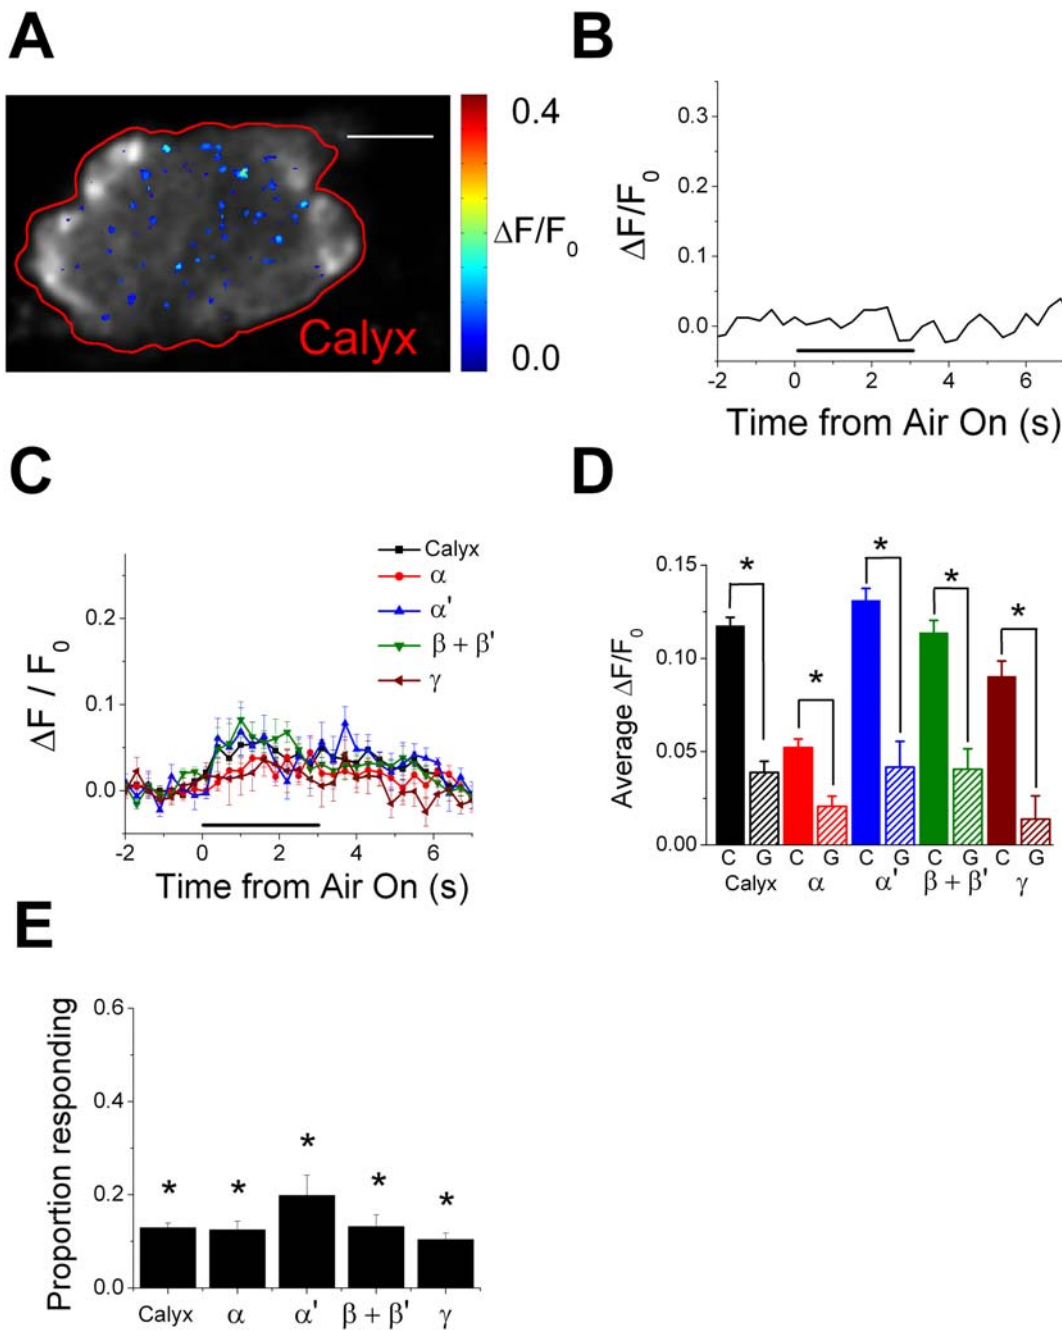 A
0.4
ΔF/F0
0.0
Calyx
B
ΔF/F0
0.3
0.2
0.1
0.0
-2 0 2 4 6
Time from Air On (s)
C
Calyx
α
α'
β + β'
γ
ΔF / F0
0.2
0.1
0.0
-2 0 2 4 6
Time from Air On (s)
D
Average ΔF/F0
0.15
0.10
0.05
0.00
* * * * *
C G C G C G C G C G
Calyx α α' β + β' γ
E
Proportion responding
0.6
0.4
0.2
0.0
* * * * *
Calyx α α' β + β' γ